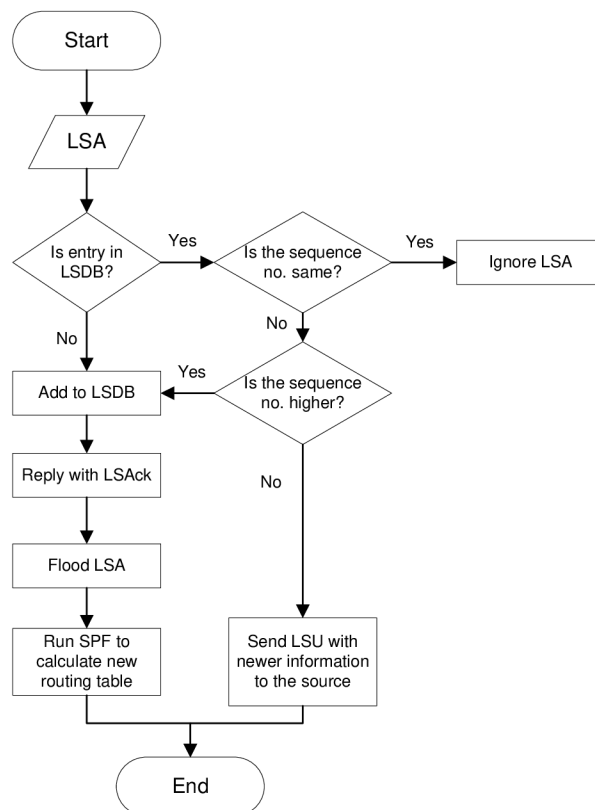 Start
LSA
Is entry in
LSDB?
Yes
Is the sequence
no. same?
Yes
Ignore LSA
No
No
Add to LSDB
Yes
Is the sequence
no. higher?
Reply with LSAck
No
Flood LSA
Run SPF to
calculate new
routing table
Send LSU with
newer information
to the source
End